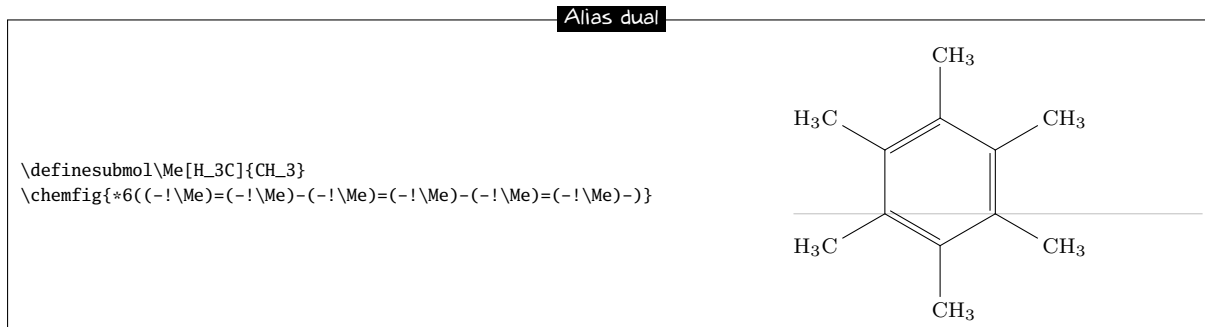 Alias dual
\definesubmol\Me[H_3C]{CH_3}
\chemfig{*6((-!\Me)=(-!\Me)-(-!\Me)=(-!\Me)-(-!\Me)=(-!\Me)-)}
CH3
H3C
CH3
H3C
CH3
CH3